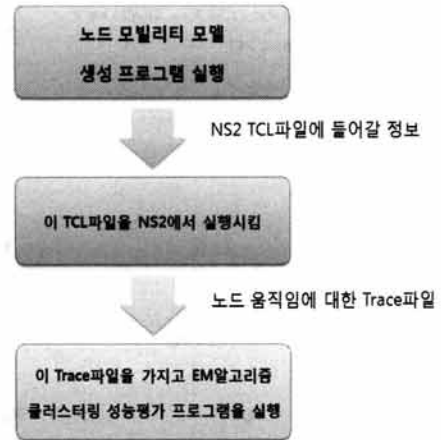 노드 모빌리티 모델
생성 프로그램 실행
NS2 TCL파일에 들어갈 정보
이 TCL파일을 NS2에서 실행시킴
노드 움직임에 대한 Trace파일
이 Trace파일을 가지고 EM알고리즘
클러스터링 성능평가 프로그램을 실행